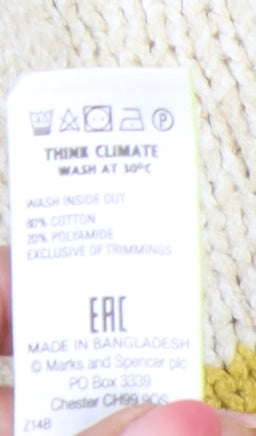 THINK CLIMATE
WASH AT 30°C
WASH INSIDE OUT
80% COTTON
20% POLYAMIDE
EXCLUSIVE OF TRIMMINGS
EAC
MADE IN BANGLADESH
© Marks and Spencer plc
PO Box 3339
Chester CH99 9QS
Z14B